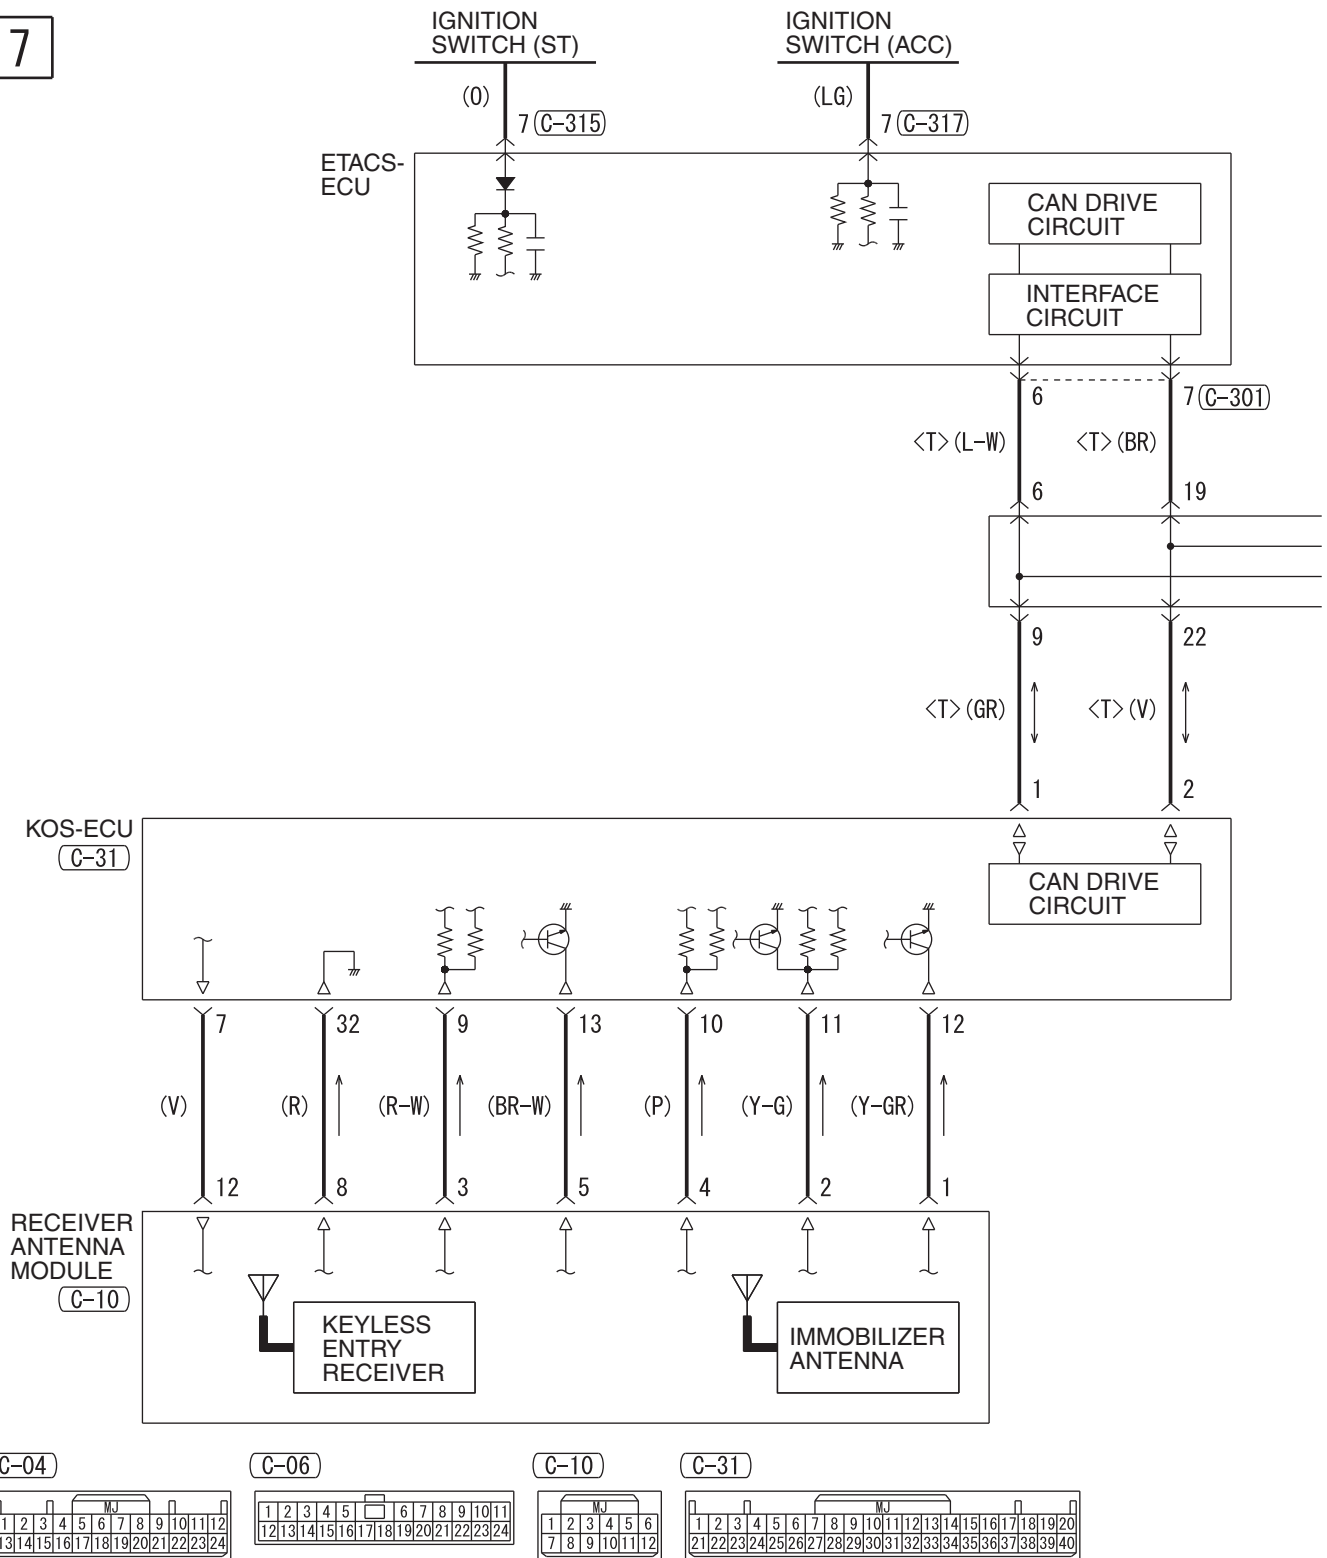 7
IGNITION
SWITCH (ST)
IGNITION
SWITCH (ACC)
(O)
(LG)
7 C-315
7 C-317
ETACS-
ECU
CAN DRIVE
CIRCUIT
INTERFACE
CIRCUIT
6
7 C-301
<T>(L-W)
<T>(BR)
6
19
9
22
<T>(GR)
<T>(V)
1
2
KOS-ECU
C-31
CAN DRIVE
CIRCUIT
7 32 9 13 10 11 12
(V) (R) (R-W) (BR-W) (P) (Y-G) (Y-GR)
12 8 3 5 4 2 1
RECEIVER
ANTENNA
MODULE
C-10
KEYLESS
ENTRY
RECEIVER
IMMOBILIZER
ANTENNA
C-04
MJ
1 2 3 4 5 6 7 8 9 10 11 12
13 14 15 16 17 18 19 20 21 22 23 24
C-06
1 2 3 4 5 6 7 8 9 10 11
12 13 14 15 16 17 18 19 20 21 22 23 24
C-10
MJ
1 2 3 4 5 6
7 8 9 10 11 12
C-31
MJ
1 2 3 4 5 6 7 8 9 10 11 12 13 14 15 16 17 18 19 20
21 22 23 24 25 26 27 28 29 30 31 32 33 34 35 36 37 38 39 40